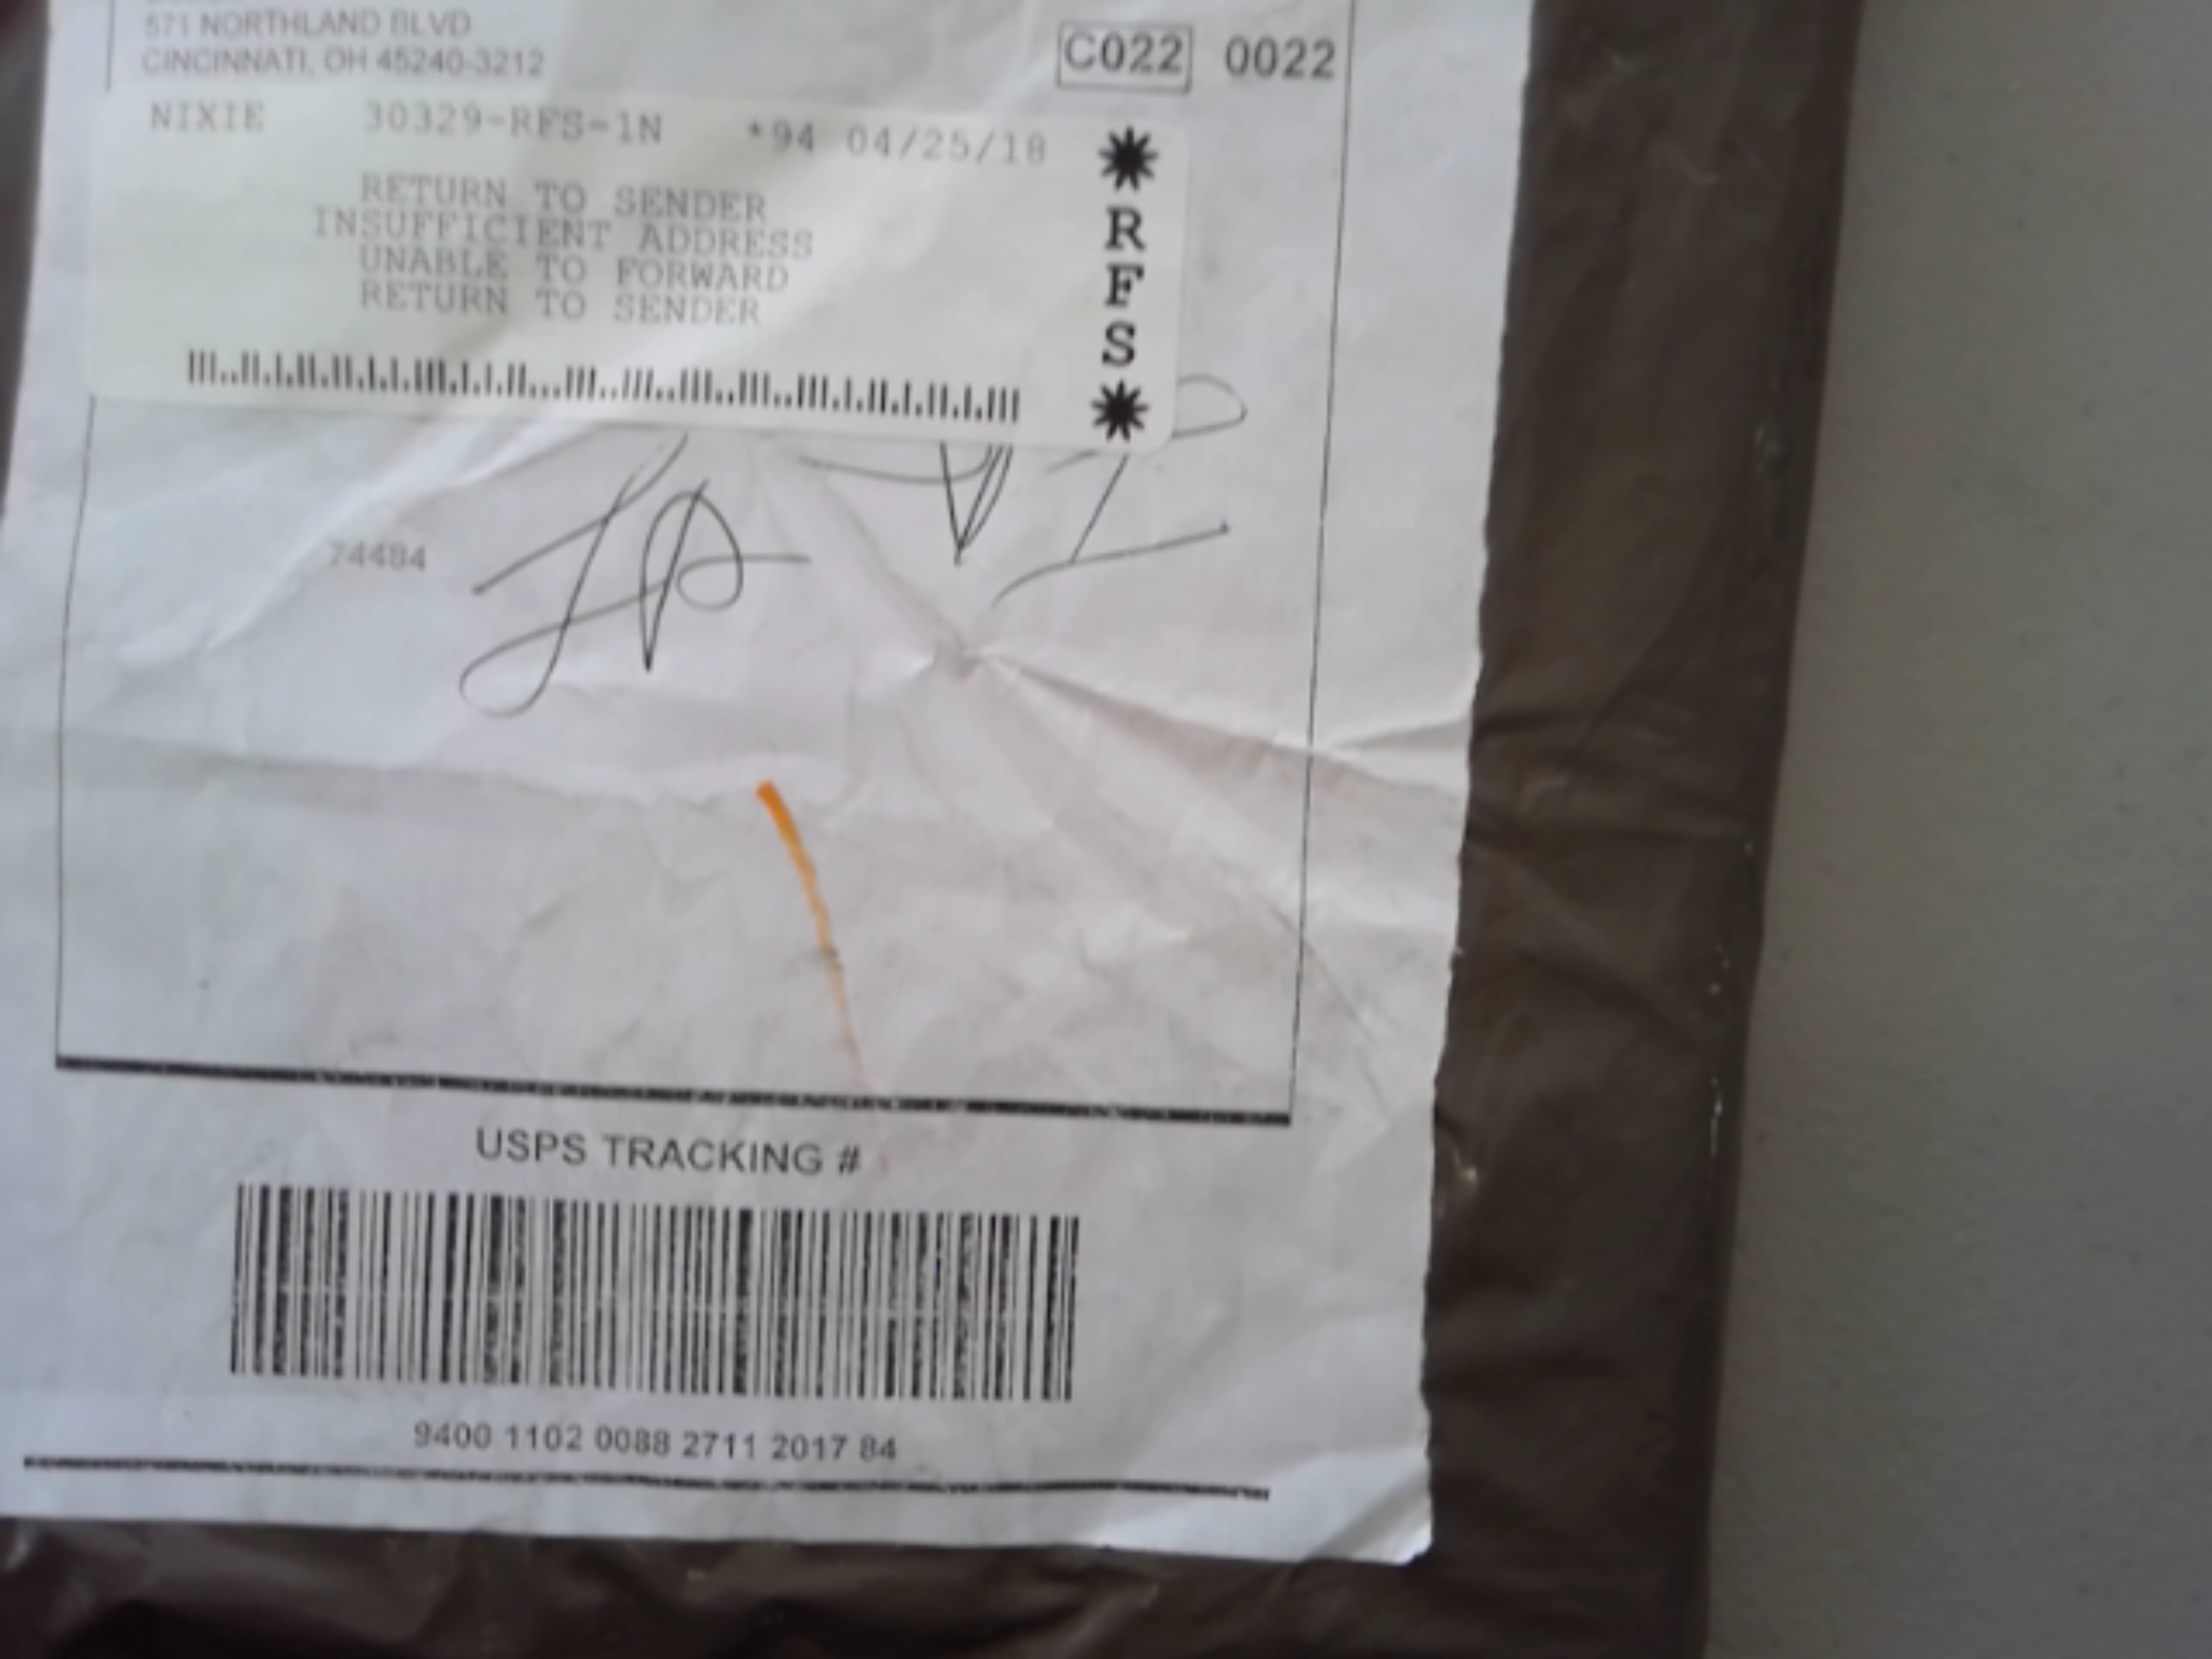 571 NORTHLAND BLVD
CINCINNATI, OH 45240-3212
C022 0022
NIXIE 30329-RFS-1N *94 04/25/18
RETURN TO SENDER
INSUFFICIENT ADDRESS
UNABLE TO FORWARD
RETURN TO SENDER
*RFS*
74484
USPS TRACKING #
9400 1102 0088 2711 2017 84